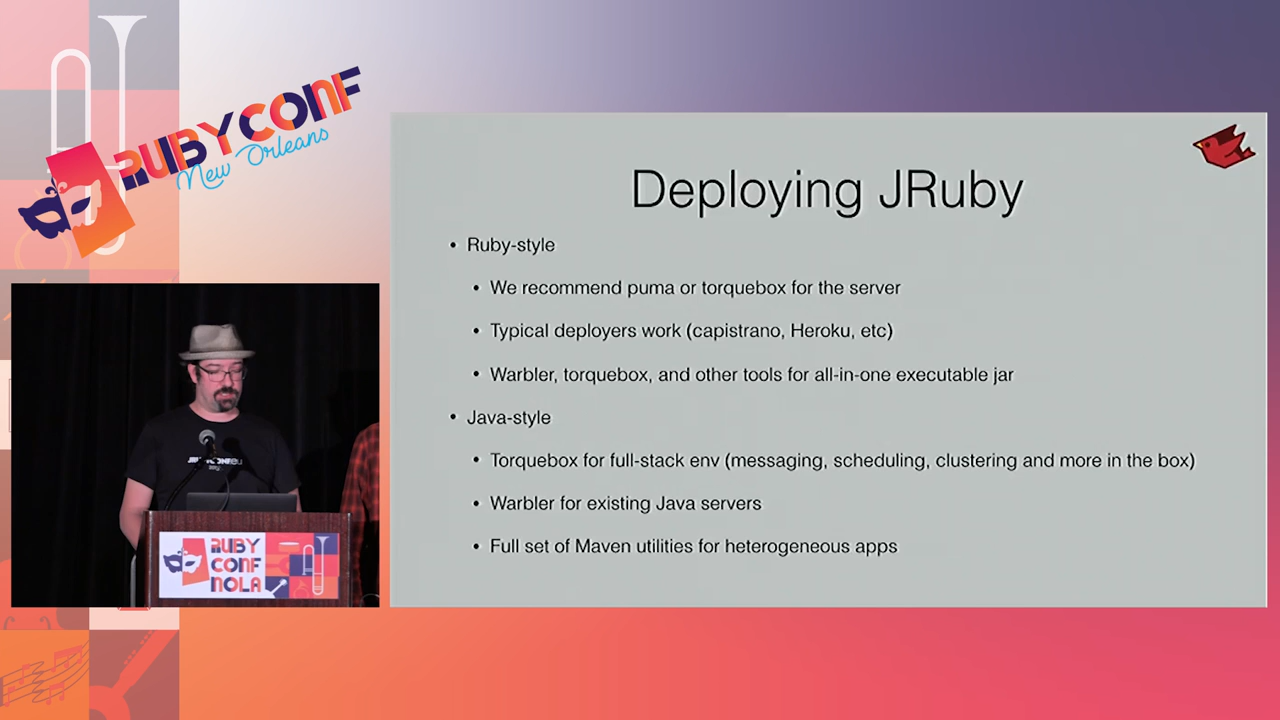 RUBYCONF
New Orleans
Deploying JRuby
• Ruby-style
• We recommend puma or torquebox for the server
• Typical deployers work (capistrano, Heroku, etc)
• Warbler, torquebox, and other tools for all-in-one executable jar
• Java-style
• Torquebox for full-stack env (messaging, scheduling, clustering and more in the box)
• Warbler for existing Java servers
• Full set of Maven utilities for heterogeneous apps
RUBY
CONF
NOLA